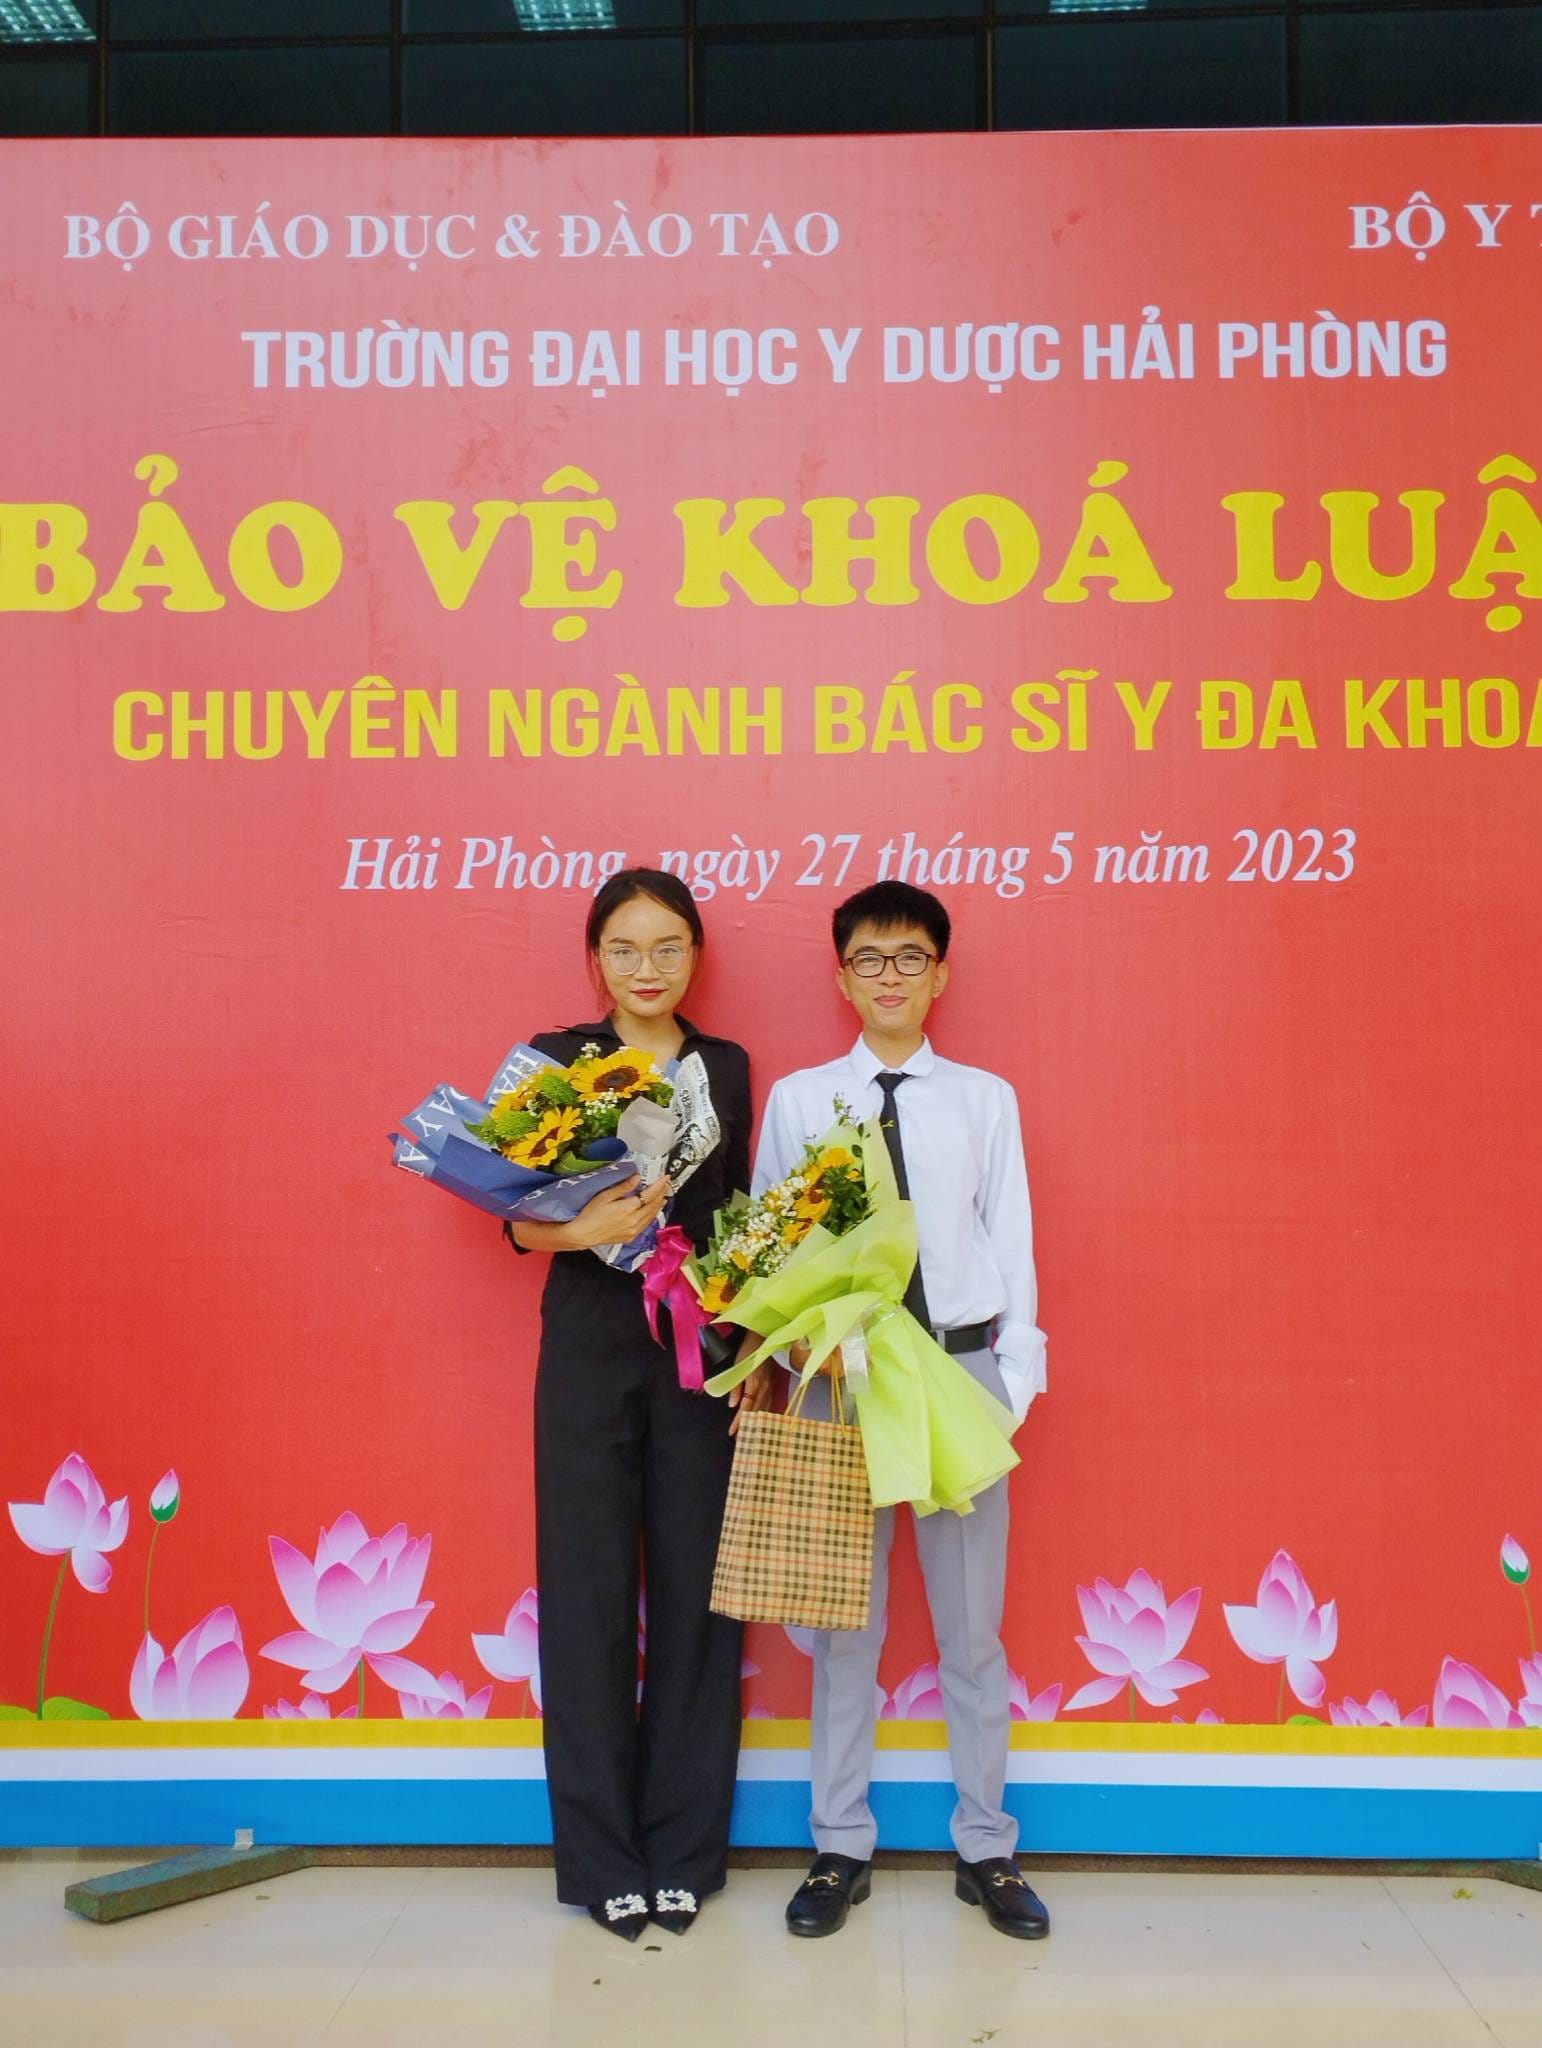 BỘ GIÁO DỤC & ĐÀO TẠO
BỘ Y
TRƯỜNG ĐẠI HỌC Y DƯỢC HẢI PHÒNG
BẢO VỆ KHOÁ LUẬ
CHUYÊN NGÀNH BÁC SĨ Y ĐA KHOA
Hải Phòng, ngày 27 tháng 5 năm 2023